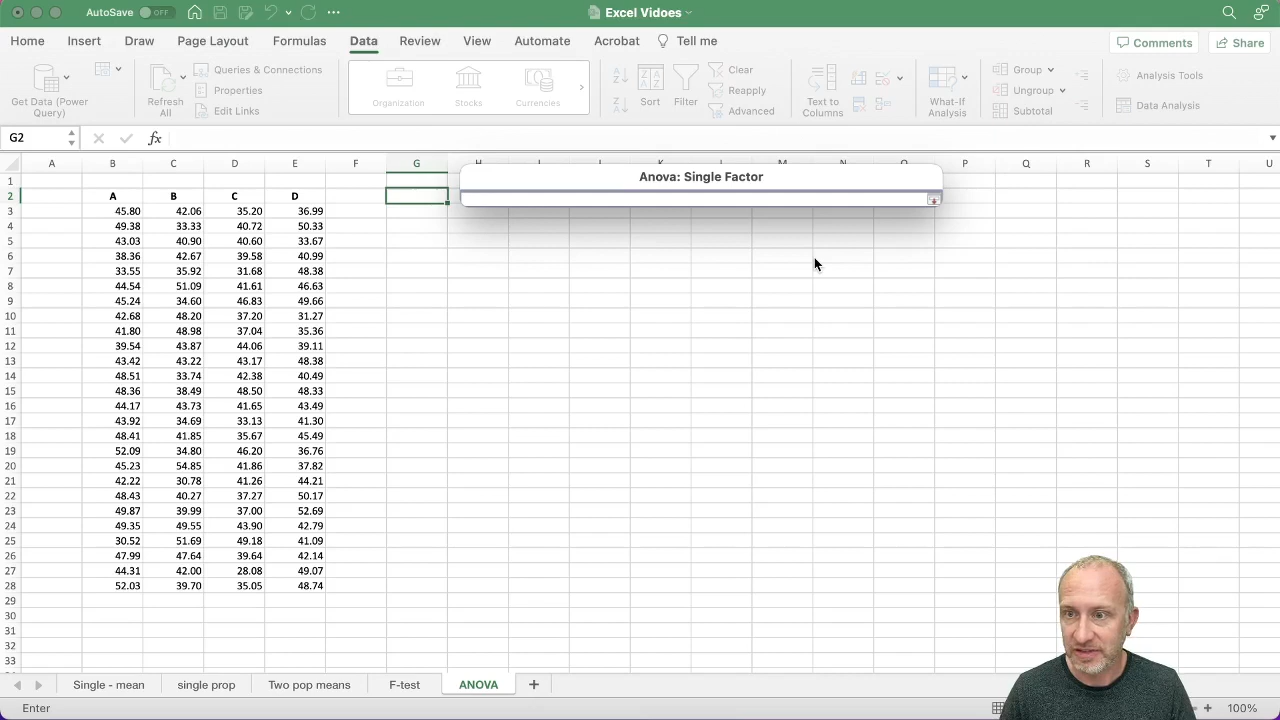 AutoSave OFF Excel Vidoes
Home Insert Draw Page Layout Formulas Data Review View Automate Acrobat Tell me Comments Share
Get Data (Power Query)
Refresh All
Queries & Connections
Properties
Edit Links
Organization Stocks Currencies
Sort
Filter
Clear
Reapply
Advanced
Text to Columns
What-If Analysis
Group
Ungroup
Subtotal
Analysis Tools
Data Analysis
G2 fx
A B C D E F G H I J K L M N O P Q R S T U
Anova: Single Factor
1
2 A B C D
3 45.80 42.06 35.20 36.99
4 49.38 33.33 40.72 50.33
5 43.03 40.90 40.60 33.67
6 38.36 42.67 39.58 40.99
7 33.55 35.92 31.68 48.38
8 44.54 51.09 41.61 46.63
9 45.24 34.60 46.83 49.66
10 42.68 48.20 37.20 31.27
11 41.80 48.98 37.04 35.36
12 39.54 43.87 44.06 39.11
13 43.42 43.22 43.17 48.38
14 48.51 33.74 42.38 40.49
15 48.36 38.49 48.50 48.33
16 44.17 43.73 41.65 43.49
17 43.92 34.69 33.13 41.30
18 48.41 41.85 35.67 45.49
19 52.09 34.80 46.20 36.76
20 45.23 54.85 41.86 37.82
21 42.22 30.78 41.26 44.21
22 48.43 40.27 37.27 50.17
23 49.87 39.99 37.00 52.69
24 49.35 49.55 43.90 42.79
25 30.52 51.69 49.18 41.09
26 47.99 47.64 39.64 42.14
27 44.31 42.00 28.08 49.07
28 52.03 39.70 35.05 48.74
29
30
31
32
33
Single - mean single prop Two pop means F-test ANOVA
Enter 100%